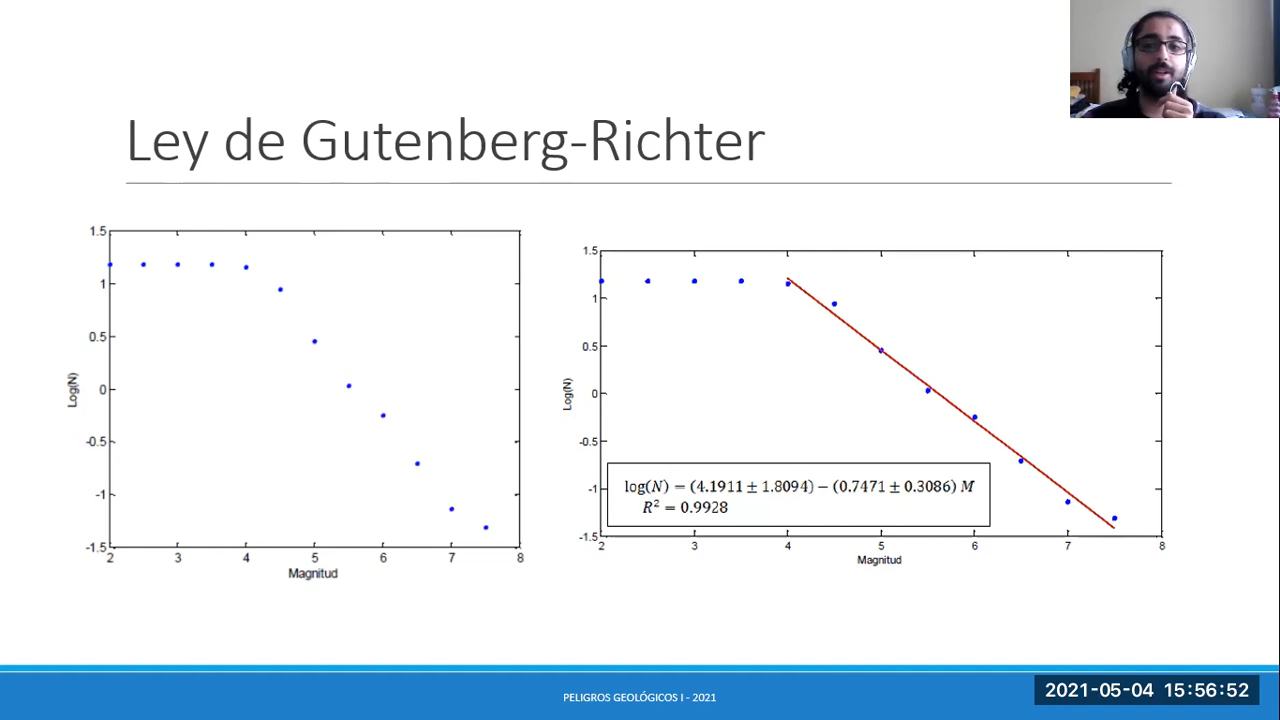 Ley de Gutenberg-Richter
1.5
1
0.5
0
-0.5
-1
-1.5
Log(N)
2 3 4 5 6 7 8
Magnitud
1.5
1
0.5
0
-0.5
-1
-1.5
Log(N)
log(N) = (4.1911 ± 1.8094) − (0.7471 ± 0.3086) M
R² = 0.9928
2 3 4 5 6 7 8
Magnitud
PELIGROS GEOLÓGICOS I - 2021
2021-05-04 15:56:52